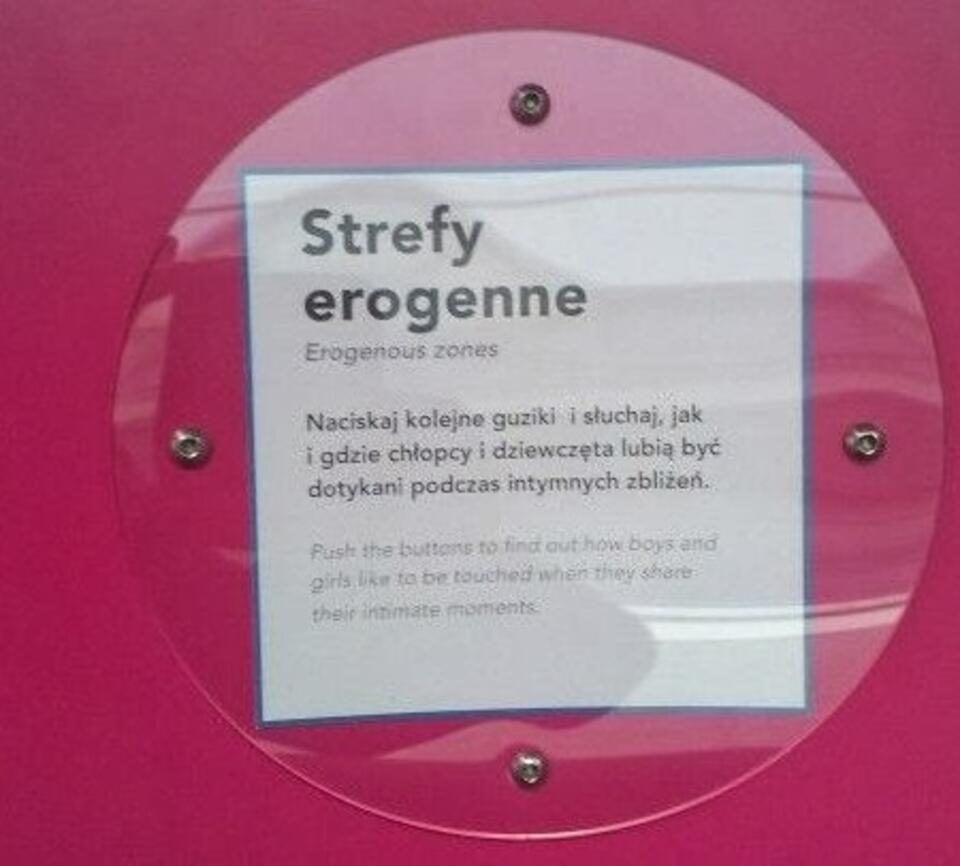 Strefy
erogenne
Erogenous zones
Naciskaj kolejne guziki i słuchaj, jak
i gdzie chłopcy i dziewczęta lubią być
dotykani podczas intymnych zbliżeń.
Push the buttons to find out how boys and
girls like to be touched when they share
their intimate moments.